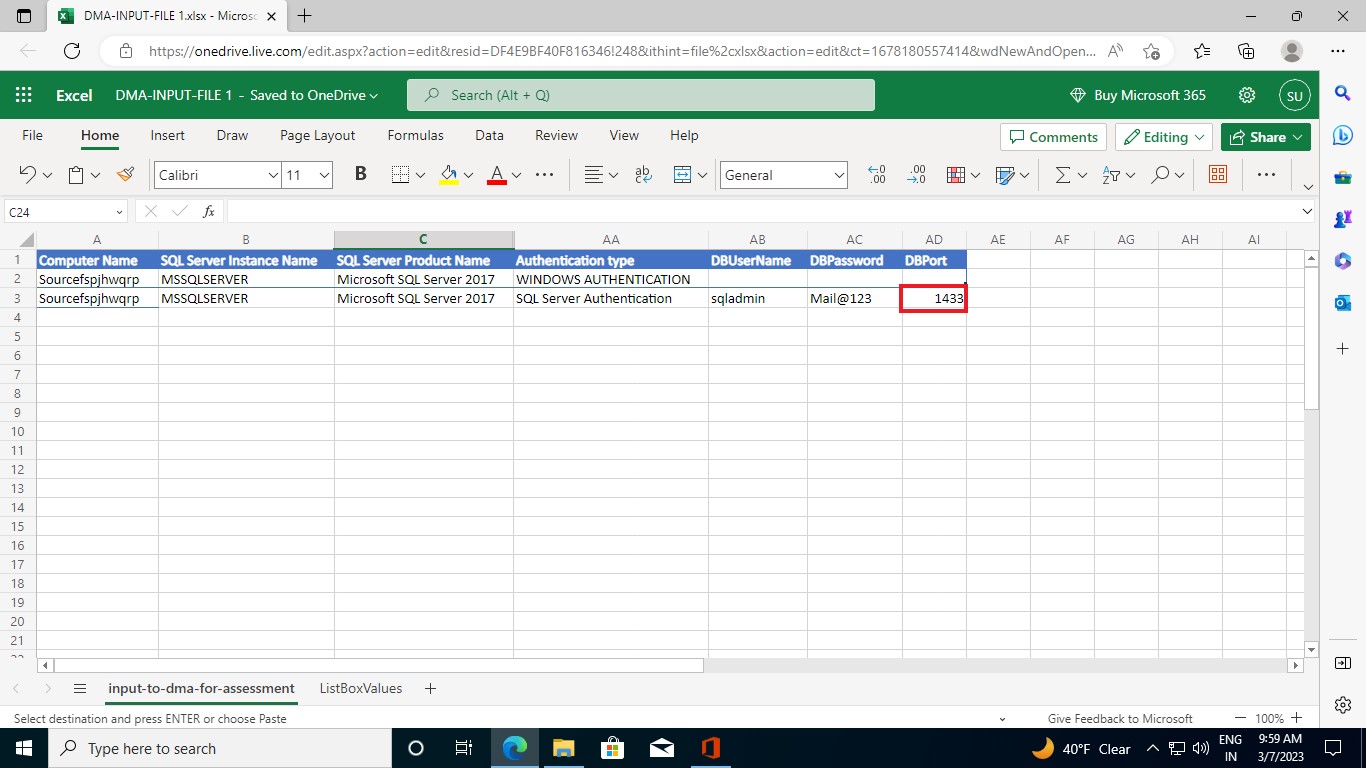 DMA-INPUT-FILE 1.xlsx - Microsc
https://onedrive.live.com/edit.aspx?action=edit&resid=DF4E9BF40F816346!248&ithint=file%2cxlsx&action=edit&ct=1678180557414&wdNewAndOpen...
Excel DMA-INPUT-FILE 1 - Saved to OneDrive Search (Alt + Q) Buy Microsoft 365 SU
File Home Insert Draw Page Layout Formulas Data Review View Help Comments Editing Share
Calibri 11 B A ab General .00 .00
C24 fx
A B C AA AB AC AD AE AF AG AH AI
1 Computer Name SQL Server Instance Name SQL Server Product Name Authentication type DBUserName DBPassword DBPort
2 Sourcefspjhwqrp MSSQLSERVER Microsoft SQL Server 2017 WINDOWS AUTHENTICATION
3 Sourcefspjhwqrp MSSQLSERVER Microsoft SQL Server 2017 SQL Server Authentication sqladmin Mail@123 1433
4
5
6
7
8
9
10
11
12
13
14
15
16
17
18
19
20
21
input-to-dma-for-assessment ListBoxValues
Select destination and press ENTER or choose Paste Give Feedback to Microsoft 100%
Type here to search 40°F Clear ENG IN 9:59 AM 3/7/2023